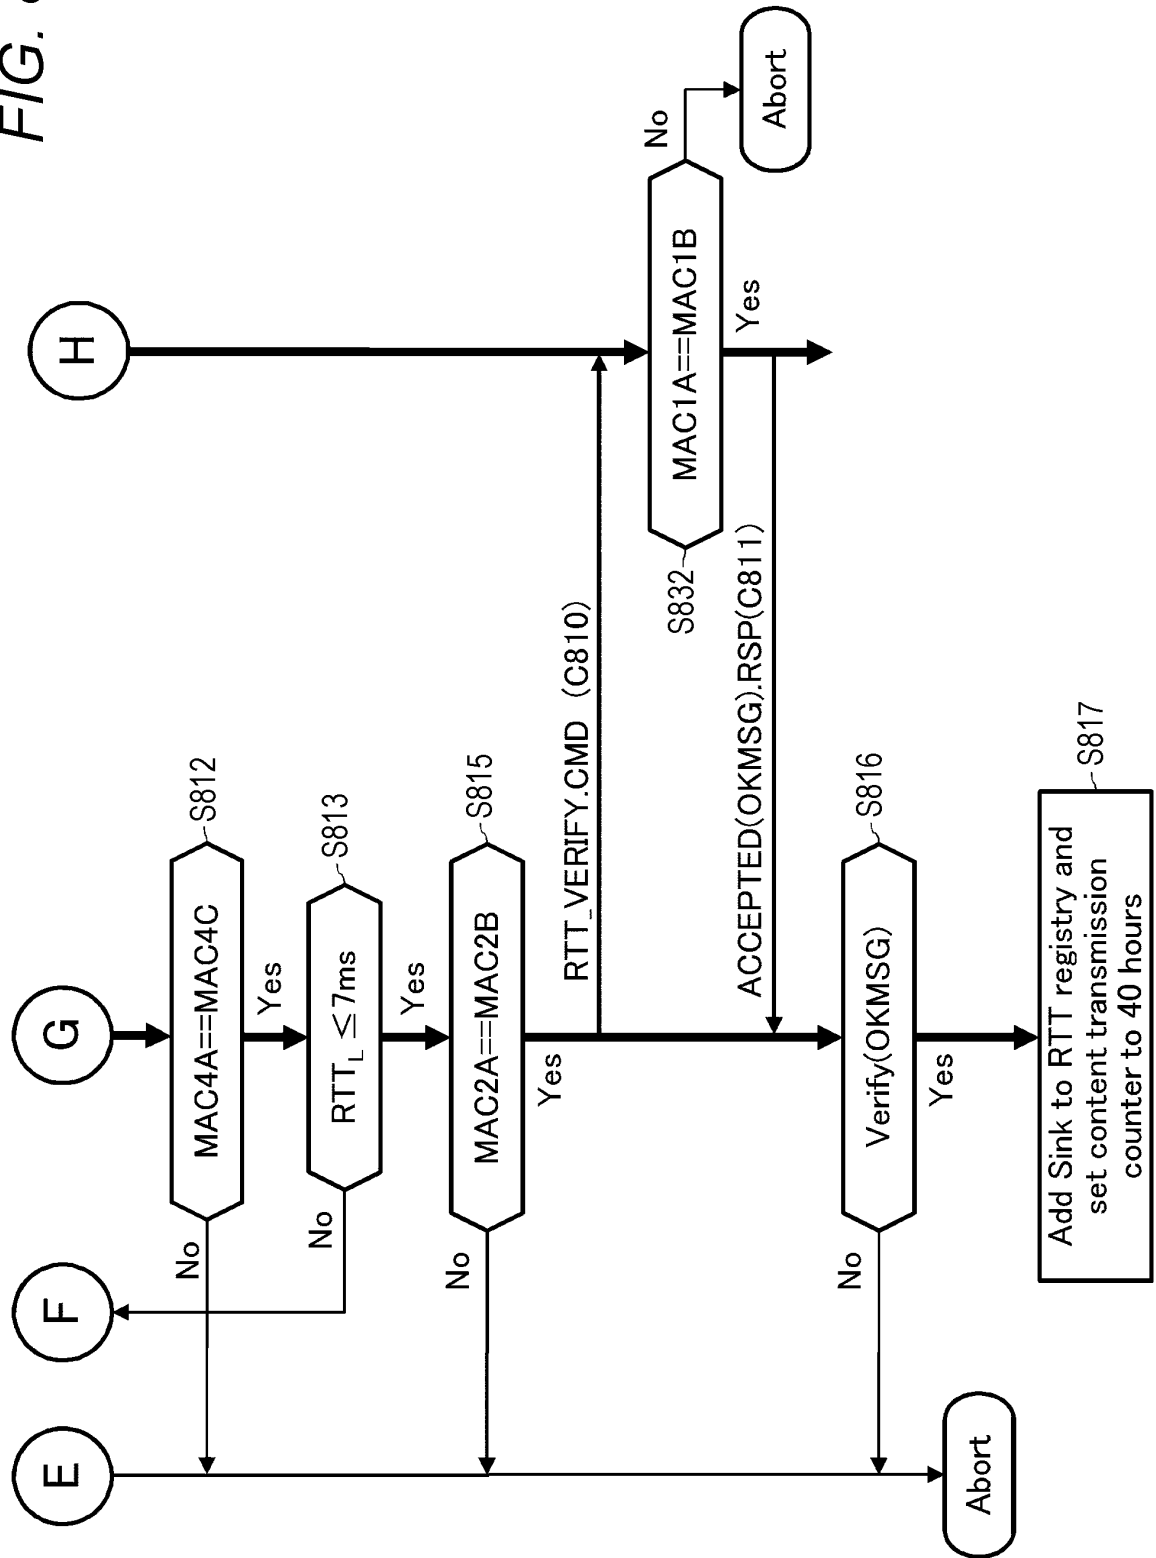 FIG.
E
F
G
H
MAC4A==MAC4C
S812
No
Yes
RTTL ≤7ms
S813
No
Yes
MAC2A==MAC2B
S815
No
Yes
RTT_VERIFY.CMD (C810)
MAC1A==MAC1B
S832
No
Abort
Yes
ACCEPTED(OKMSG).RSP(C811)
Verify(OKMSG)
S816
No
Yes
Abort
Add Sink to RTT registry and
set content transmission
counter to 40 hours
S817